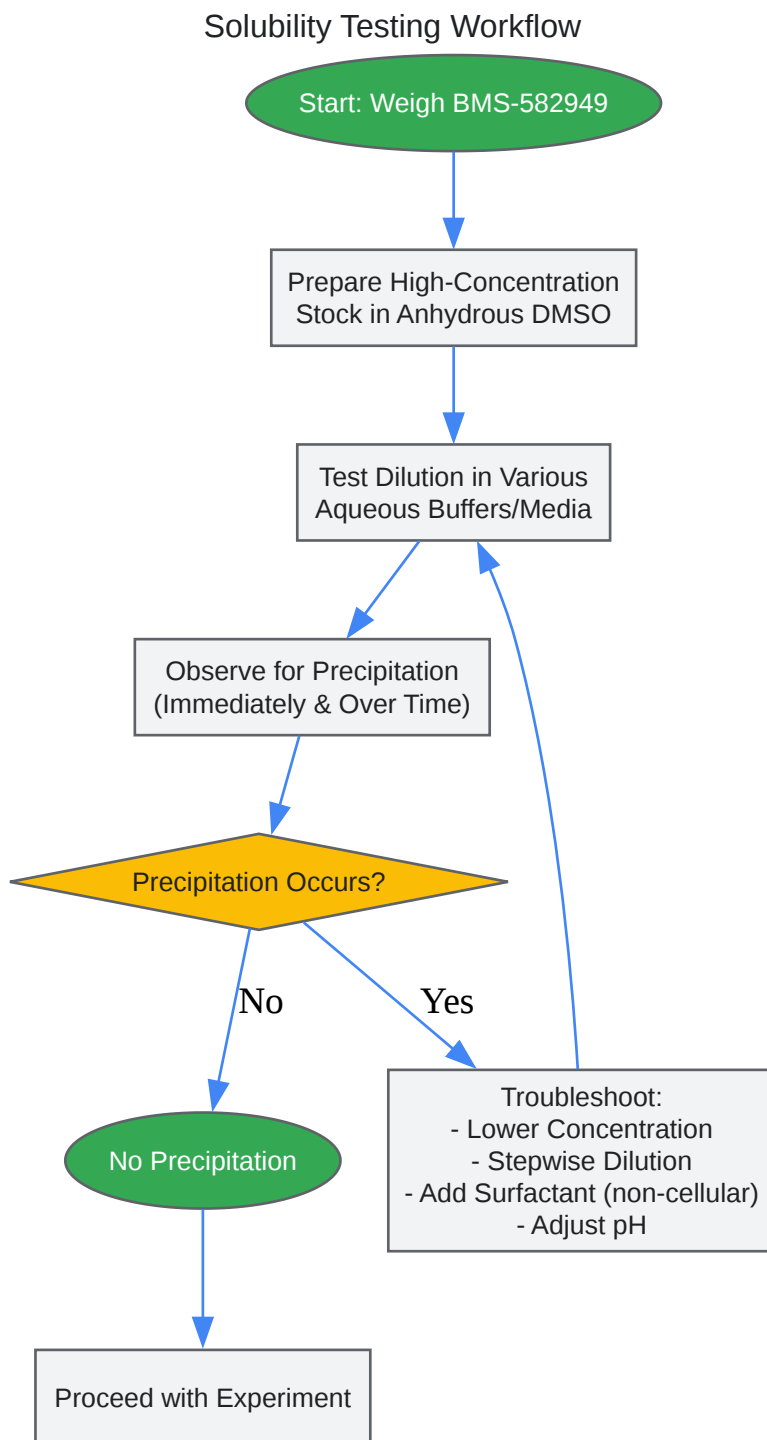 Solubility Testing Workflow
Start: Weigh BMS-582949
Prepare High-Concentration
Stock in Anhydrous DMSO
Test Dilution in Various
Aqueous Buffers/Media
Observe for Precipitation
(Immediately & Over Time)
Precipitation Occurs?
No
Yes
Troubleshoot:
- Lower Concentration
- Stepwise Dilution
- Add Surfactant (non-cellular)
- Adjust pH
No Precipitation
Proceed with Experiment